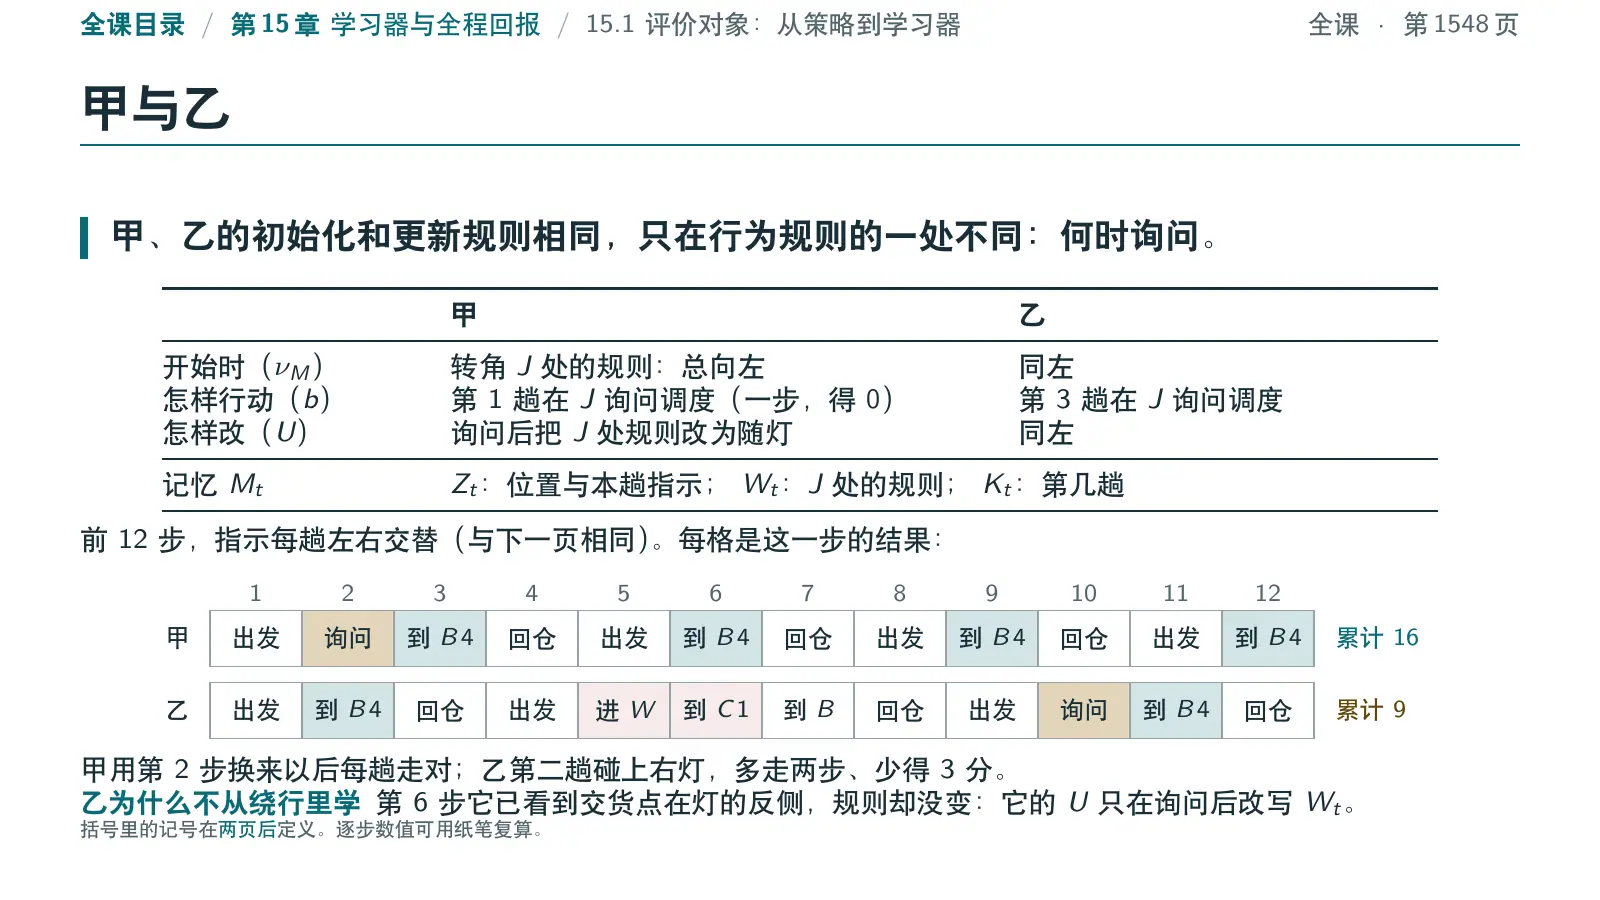 全课目录 / 第 15 章 学习器与全程回报 / 15.1 评价对象：从策略到学习器
全课 · 第 1548 页
甲与乙
甲、乙的初始化和更新规则相同，只在行为规则的一处不同：何时询问。
甲 乙
开始时（ν_M） 转角 J 处的规则：总向左 同左
怎样行动（b） 第 1 趟在 J 询问调度（一步，得 0） 第 3 趟在 J 询问调度
怎样改（U） 询问后把 J 处规则改为随灯 同左
记忆 M_t Z_t：位置与本趟指示； W_t：J 处的规则； K_t：第几趟
前 12 步，指示每趟左右交替（与下一页相同）。每格是这一步的结果：
1 2 3 4 5 6 7 8 9 10 11 12
甲 出发 询问 到 B4 回仓 出发 到 B4 回仓 出发 到 B4 回仓 出发 到 B4 累计 16
乙 出发 到 B4 回仓 出发 进 W 到 C1 到 B 回仓 出发 询问 到 B4 回仓 累计 9
甲用第 2 步换来以后每趟走对；乙第二趟碰上右灯，多走两步、少得 3 分。
乙为什么不从绕行里学 第 6 步它已看到交货点在灯的反侧，规则却没变：它的 U 只在询问后改写 W_t。
括号里的记号在两页后定义。逐步数值可用纸笔复算。